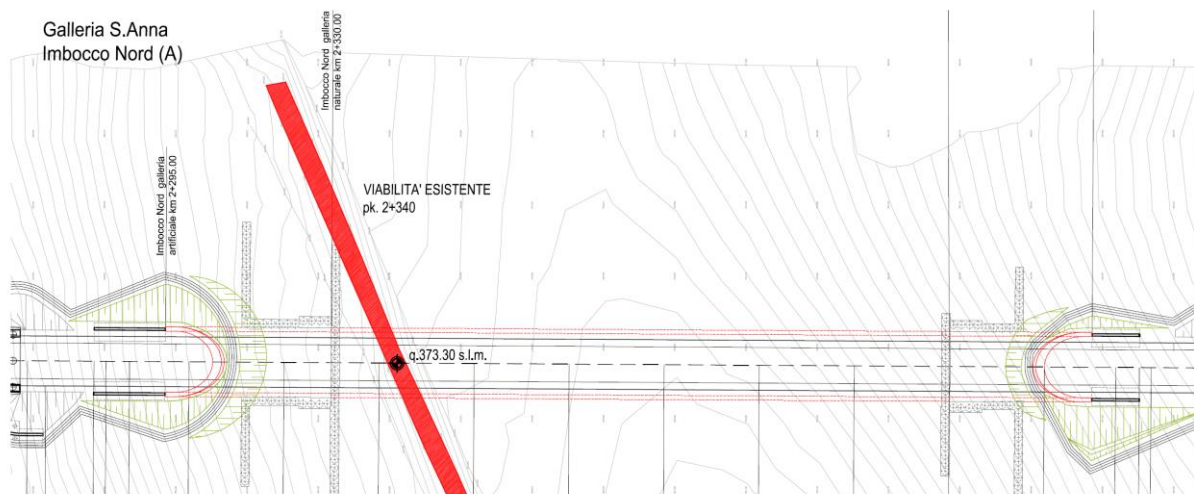 Galleria S.Anna
Imbocco Nord (A)
Imbocco Nord galleria
artificiale km 2+295.00
Imbocco Nord galleria
naturale km 2+330.00
VIABILITA' ESISTENTE
pk. 2+340
q.373.30 s.l.m.